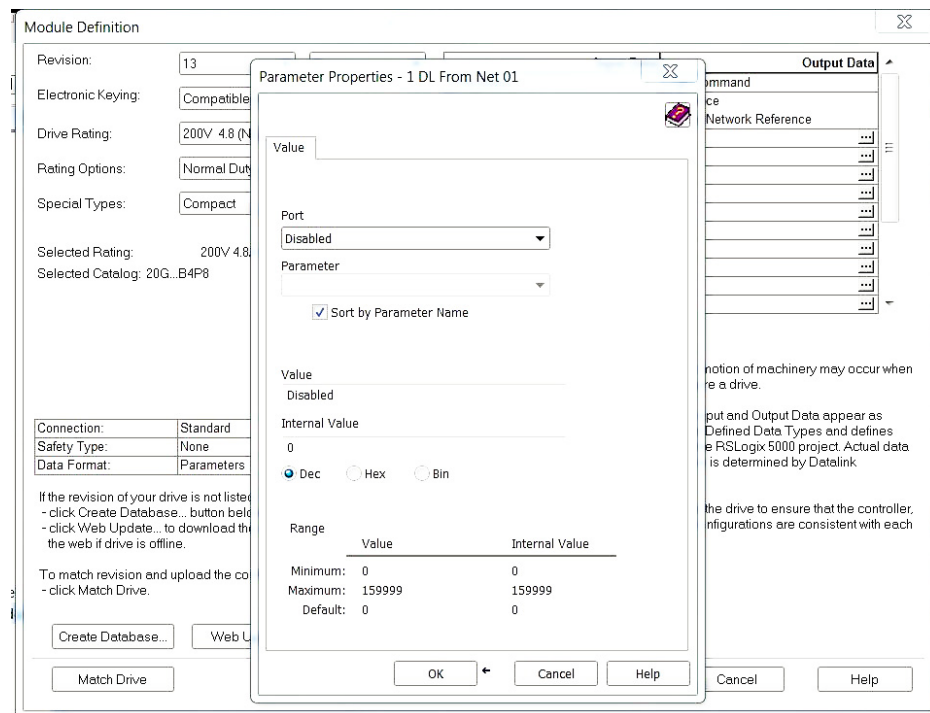 Module Definition
Revision:
13
Electronic Keying:
Compatible
Drive Rating:
200V 4.8 (N
Rating Options:
Normal Duty
Special Types:
Compact
Selected Rating:
200V 4.8
Selected Catalog: 20G...B4P8
Connection: Standard
Safety Type: None
Data Format: Parameters
If the revision of your drive is not listed
- click Create Database... button belo
- click Web Update... to download the
the web if drive is offline.
To match revision and upload the co
- click Match Drive.
Create Database...
Web U
Match Drive
Parameter Properties - 1 DL From Net 01
Value
Port
Disabled
Parameter
Sort by Parameter Name
Value
Disabled
Internal Value
0
Dec Hex Bin
Range
Value Internal Value
Minimum: 0 0
Maximum: 159999 159999
Default: 0 0
OK Cancel Help
Output Data
ommand
ce
Network Reference
notion of machinery may occur when
re a drive.
put and Output Data appear as
Defined Data Types and defines
e RSLogix 5000 project. Actual data
is determined by Datalink
the drive to ensure that the controller,
nfigurations are consistent with each
Cancel
Help